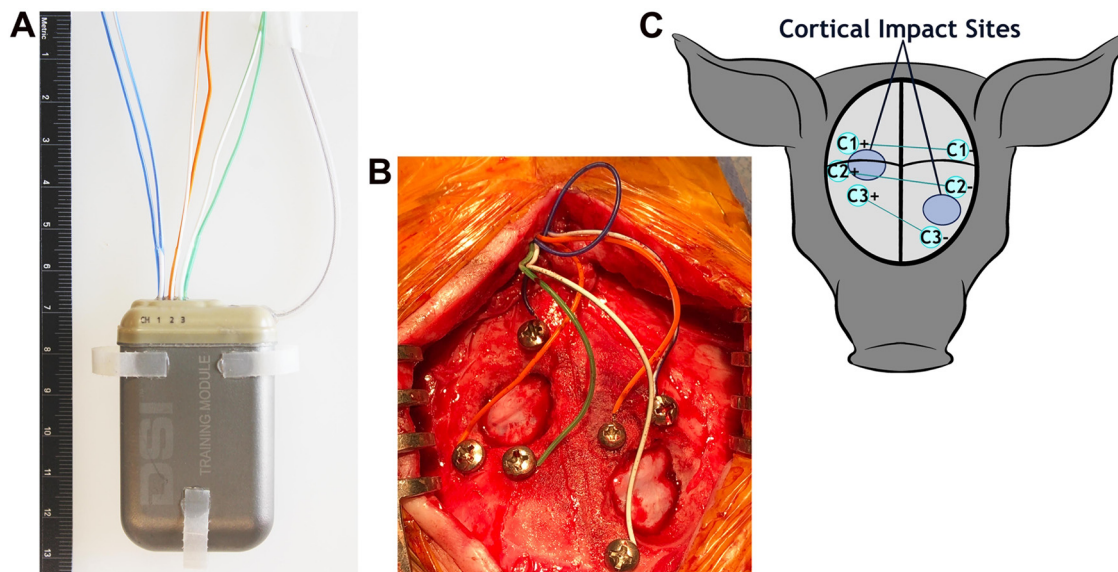 A
Metric
1
2
3
4
5
6
7
8
9
10
11
12
13
CH 1 2 3
DSI
TRAINING MODULE
B
C
Cortical Impact Sites
C1+
C1-
C2+
C2-
C3+
C3-